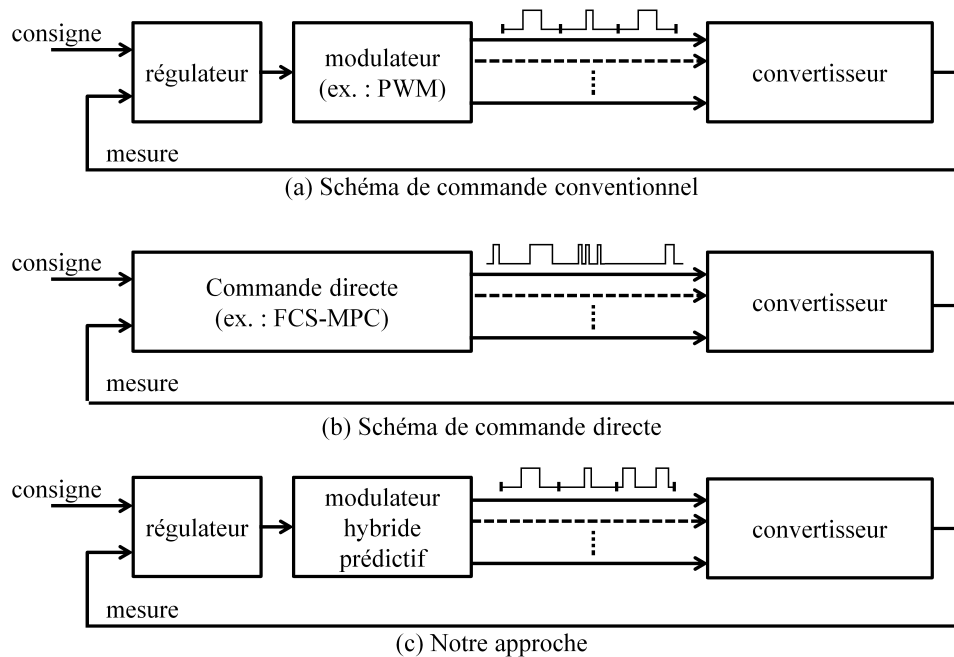 consigne
régulateur
modulateur
(ex. : PWM)
convertisseur
mesure
(a) Schéma de commande conventionnel
consigne
Commande directe
(ex. : FCS-MPC)
convertisseur
mesure
(b) Schéma de commande directe
consigne
régulateur
modulateur
hybride
prédictif
convertisseur
mesure
(c) Notre approche